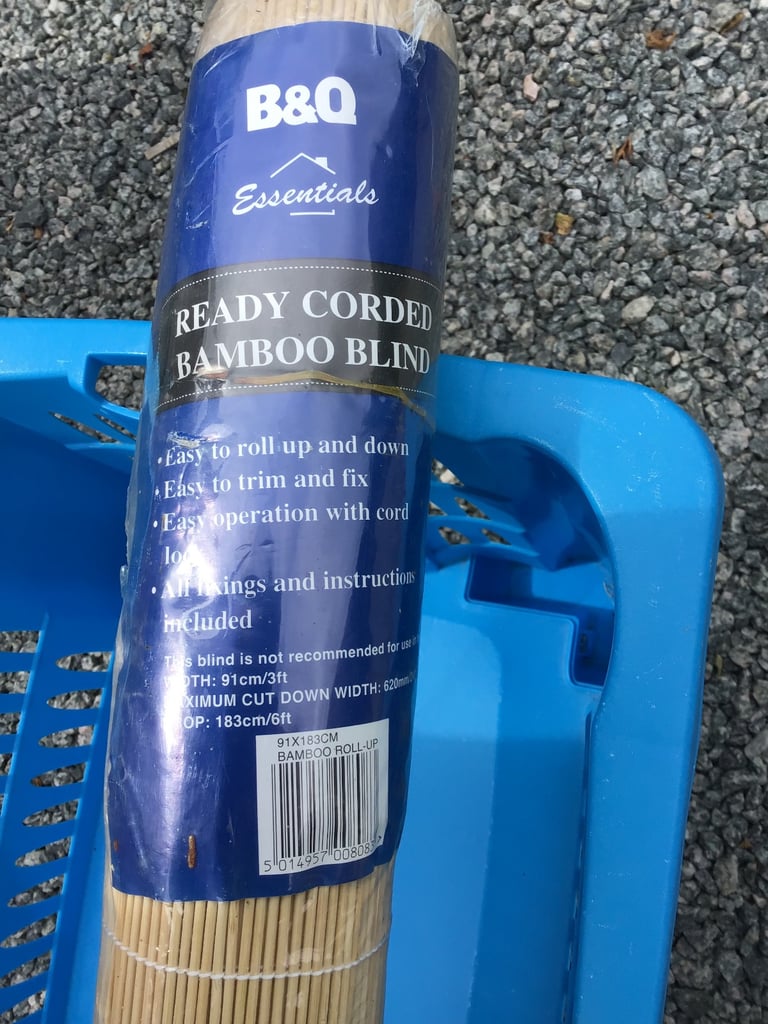 B&Q
Essentials
READY CORDED
BAMBOO BLIND
• Easy to roll up and down
• Easy to trim and fix
• Easy operation with cord
• All fixings and instructions
included
This blind is not recommended for use
WIDTH: 91cm/3ft
MAXIMUM CUT DOWN WIDTH: 620mm
DROP: 183cm/6ft
91X183CM
BAMBOO ROLL-UP
5 014957 008083